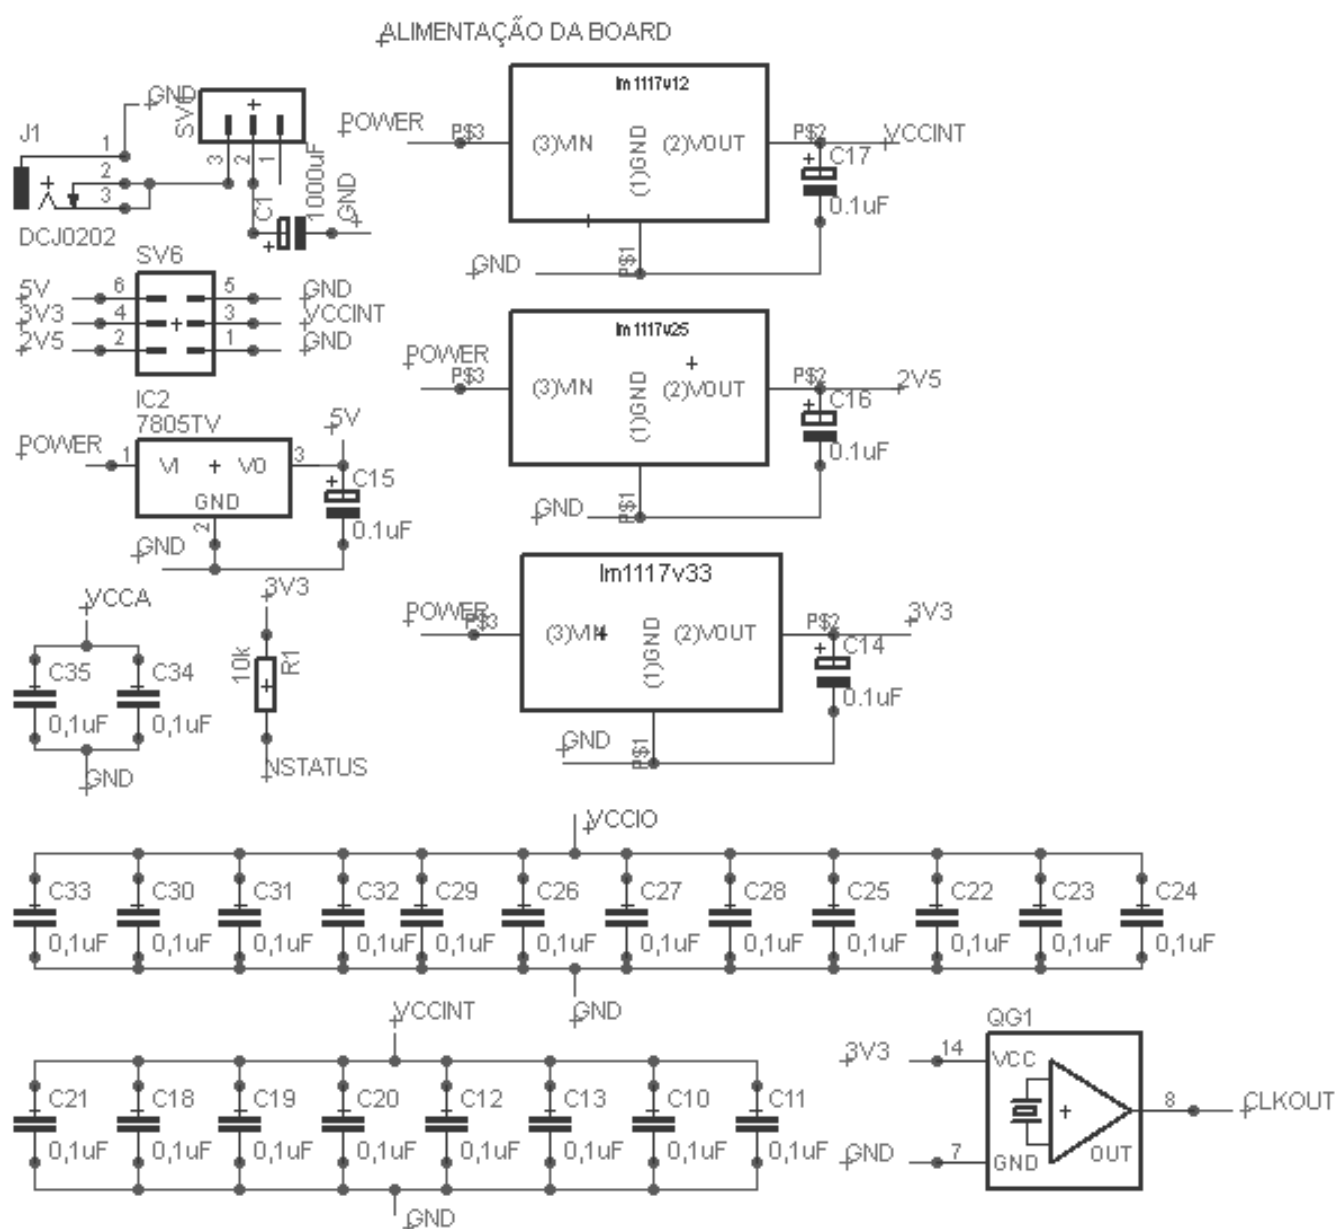 ALIMENTAÇÃO DA BOARD
J1
1
2
3
DCJ0202
GND
3
2
1
C1
1000uF
GND
SV6
5V
6
5
GND
3V3
4
3
VCCINT
2V5
2
1
GND
IC2
7805TV
POWER
1
VI
VO
3
GND
2
5V
C15
0.1uF
GND
lm1117v12
POWER
P$3
(3)VIN
(1)GND
(2)VOUT
P$2
VCCINT
C17
0.1uF
GND
P$1
lm1117v25
POWER
P$3
(3)VIN
(1)GND
(2)VOUT
P$2
2V5
C16
0.1uF
GND
P$1
lm1117v33
POWER
P$3
(3)VIN
(1)GND
(2)VOUT
P$2
3V3
C14
0.1uF
GND
P$1
VCCA
C35
C34
0,1uF
0,1uF
GND
3V3
10k
R1
NSTATUS
VCCIO
C33 C30 C31 C32 C29 C26 C27 C28 C25 C22 C23 C24
0,1uF 0,1uF 0,1uF 0,1uF 0,1uF 0,1uF 0,1uF 0,1uF 0,1uF 0,1uF 0,1uF 0,1uF
GND
VCCINT
C21 C18 C19 C20 C12 C13 C10 C11
0,1uF 0,1uF 0,1uF 0,1uF 0,1uF 0,1uF 0,1uF 0,1uF
GND
QG1
3V3
14
VCC
8
CLKOUT
GND
7
GND
OUT